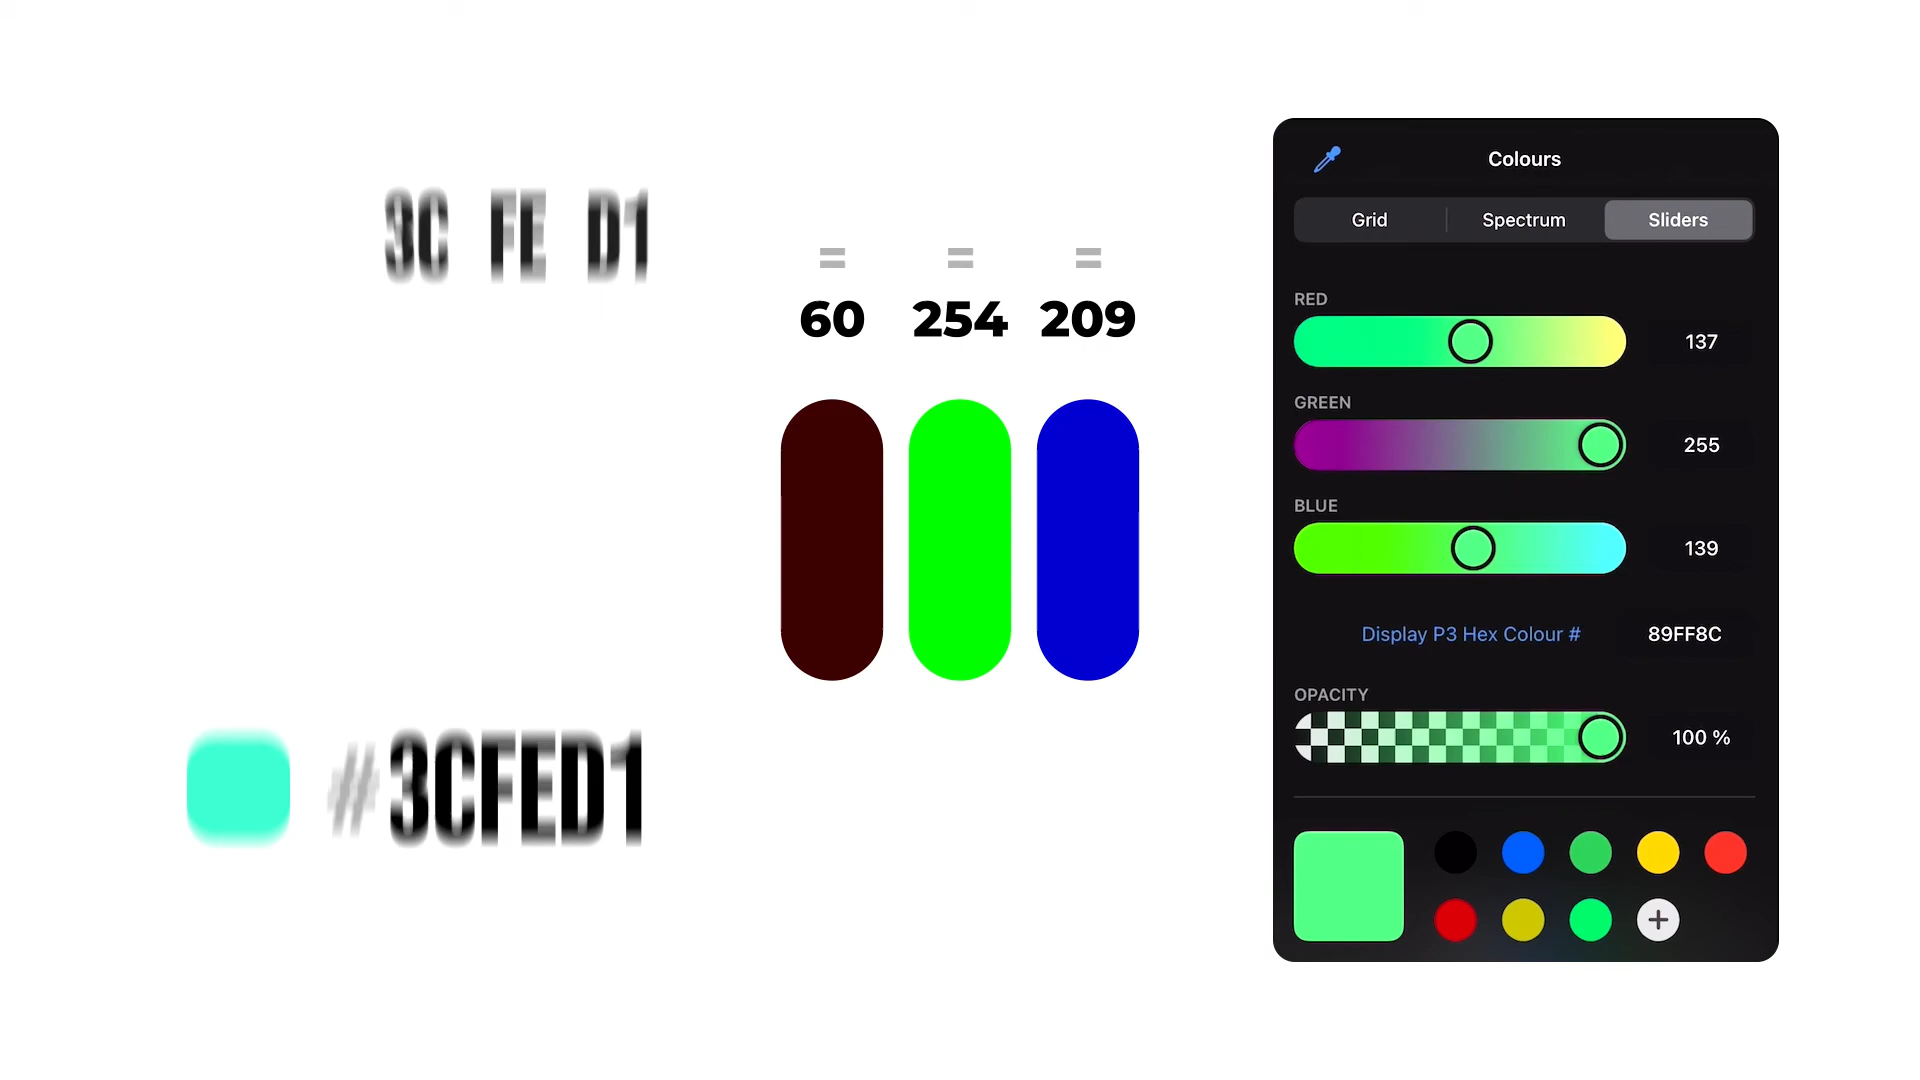 3C FE D1
= = =
60 254 209
#3CFED1
Colours
Grid Spectrum Sliders
RED
137
GREEN
255
BLUE
139
Display P3 Hex Colour # 89FF8C
OPACITY
100 %
+